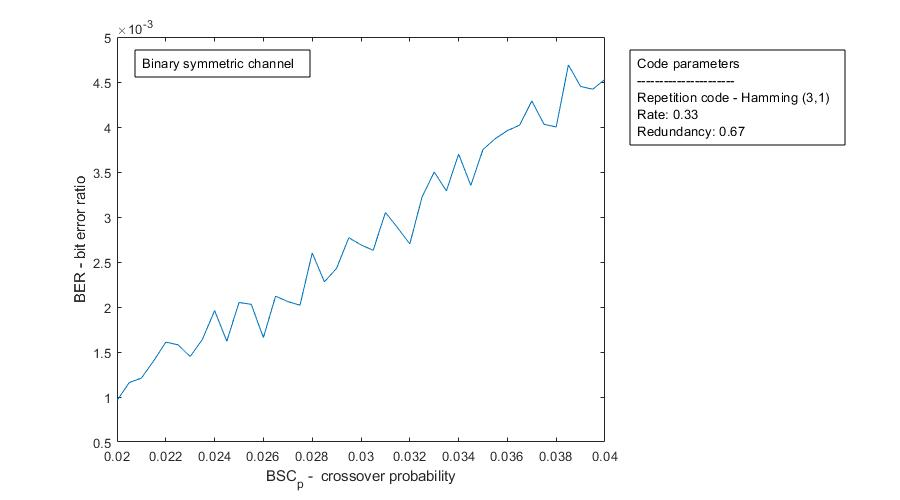 ×10⁻³
5
4.5
4
3.5
3
2.5
2
1.5
1
0.5
BER - bit error ratio
Binary symmetric channel
0.02 0.022 0.024 0.026 0.028 0.03 0.032 0.034 0.036 0.038 0.04
BSCₚ - crossover probability
Code parameters
-----------------------
Repetition code - Hamming (3,1)
Rate: 0.33
Redundancy: 0.67